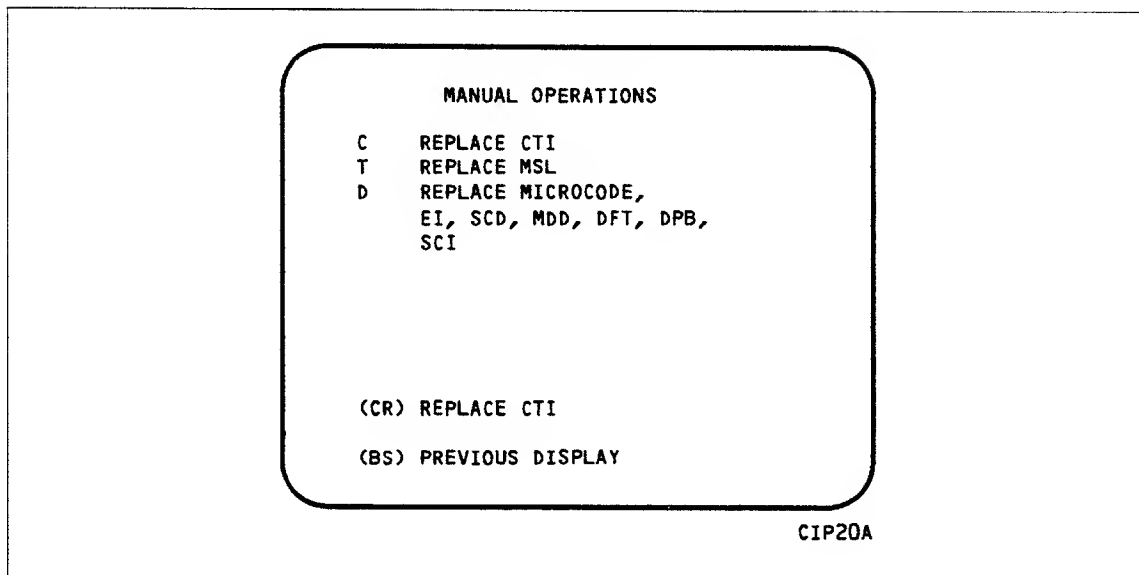 MANUAL OPERATIONS
C REPLACE CTI
T REPLACE MSL
D REPLACE MICROCODE,
EI, SCD, MDD, DFT, DPB,
SCI
(CR) REPLACE CTI
(BS) PREVIOUS DISPLAY
CIP20A